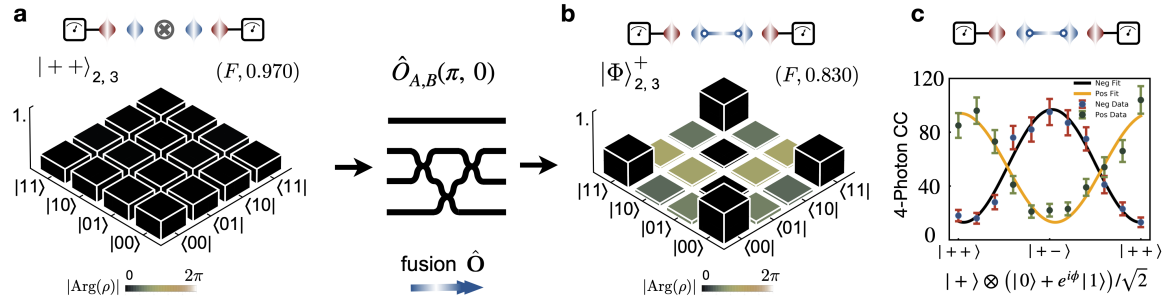 a
|++⟩2, 3
(F, 0.970)
1.
|11⟩
|10⟩
|01⟩
|00⟩
⟨00|
⟨01|
⟨10|
⟨11|
|Arg(ρ)|
0
2π
ÔA,B(π, 0)
fusion Ô
b
|Φ⟩+2, 3
(F, 0.830)
1.
|11⟩
|10⟩
|01⟩
|00⟩
⟨00|
⟨01|
⟨10|
⟨11|
|Arg(ρ)|
0
2π
c
4-Photon CC
120
80
40
0
Neg Fit
Pos Fit
Neg Data
Pos Data
|++⟩
|+−⟩
|++⟩
|+⟩ ⊗ (|0⟩ + eiϕ|1⟩)/√2